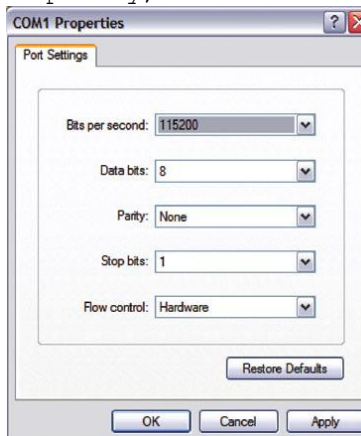 COM1 Properties
Port Settings
Bits per second: 115200
Data bits: 8
Parity: None
Stop bits: 1
Flow control: Hardware
Restore Defaults
OK Cancel Apply